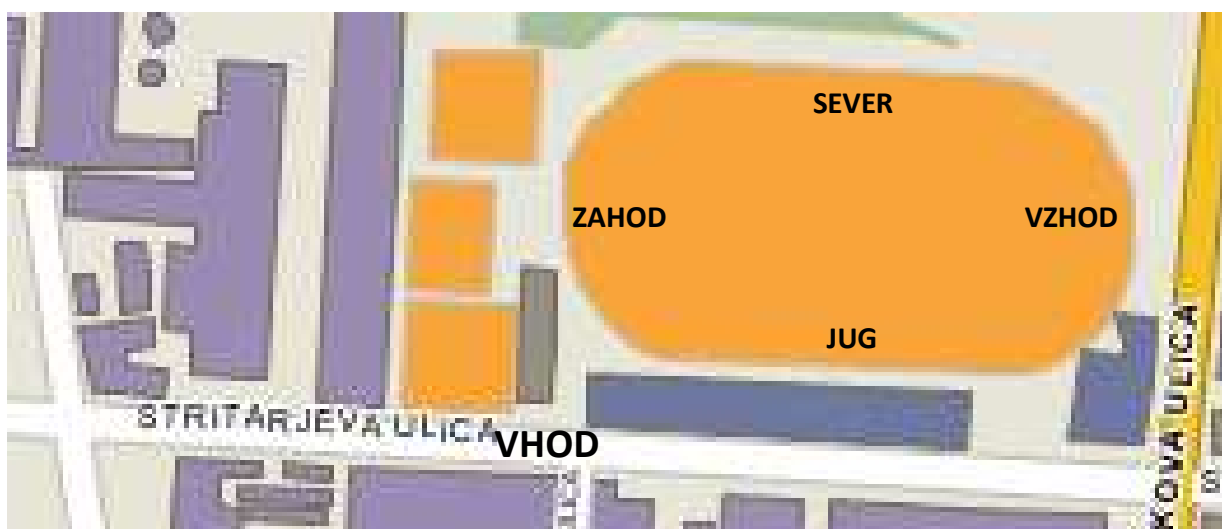 SEVER
ZAHOD
VZHOD
JUG
STRITARJEVA ULICA
VHOD
KOVA ULICA